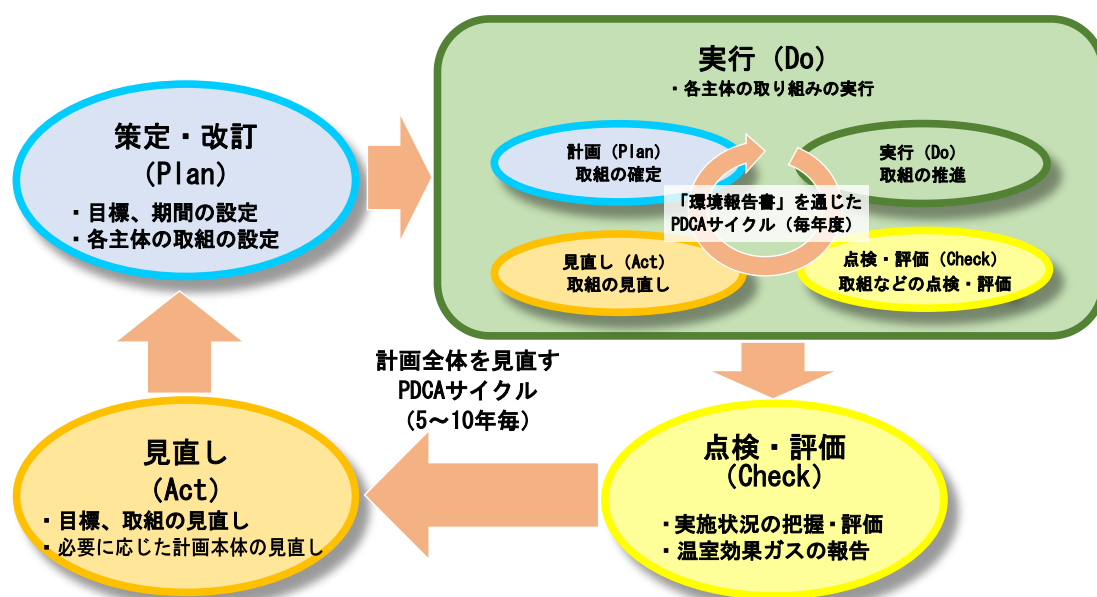 策定・改訂
(Plan)
・目標、期間の設定
・各主体の取組の設定
実行（Do）
・各主体の取り組みの実行
計画（Plan）
取組の確定
実行（Do）
取組の推進
「環境報告書」を通じた
PDCAサイクル（毎年度）
見直し（Act）
取組の見直し
点検・評価（Check）
取組などの点検・評価
計画全体を見直す
PDCAサイクル
（5～10年毎）
見直し
(Act)
・目標、取組の見直し
・必要に応じた計画本体の見直し
点検・評価
(Check)
・実施状況の把握・評価
・温室効果ガスの報告